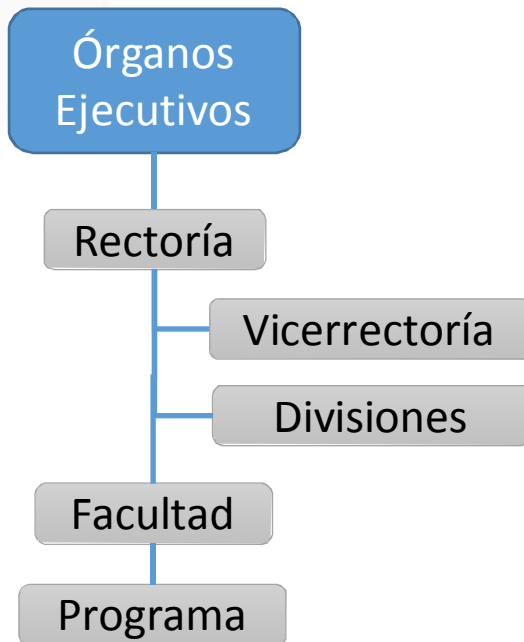 Órganos
Ejecutivos
Rectoría
Vicerrectoría
Divisiones
Facultad
Programa